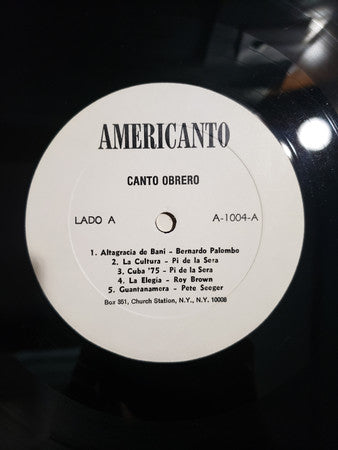 AMERICANTO
CANTO OBRERO
LADO A A-1004-A
1. Altagracia de Bani - Bernardo Palombo
2. La Cultura - Pi de la Sera
3. Cuba '75 - Pi de la Sera
4. La Elegia - Roy Brown
5. Guantanamera - Pete Seeger
Box 351, Church Station, N.Y., N.Y. 10008